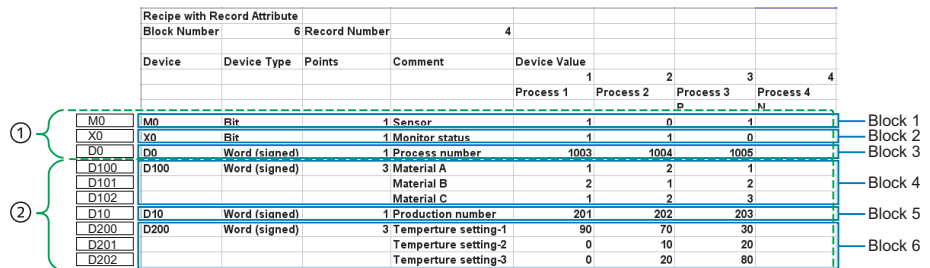 Recipe with Record Attribute
Block Number 6 Record Number 4
Device Device Type Points Comment Device Value
1 2 3 4
Process 1 Process 2 Process 3 Process 4
P N
① M0 M0 Bit 1 Sensor 1 0 1 Block 1
X0 X0 Bit 1 Monitor status 1 1 0 Block 2
D0 D0 Word (signed) 1 Process number 1003 1004 1005 Block 3
② D100 D100 Word (signed) 3 Material A 1 2 1 Block 4
D101 Material B 2 1 2
D102 Material C 1 2 3
D10 D10 Word (signed) 1 Production number 201 202 203 Block 5
D200 D200 Word (signed) 3 Temperture setting-1 90 70 30 Block 6
D201 Temperture setting-2 0 10 20
D202 Temperture setting-3 0 20 80